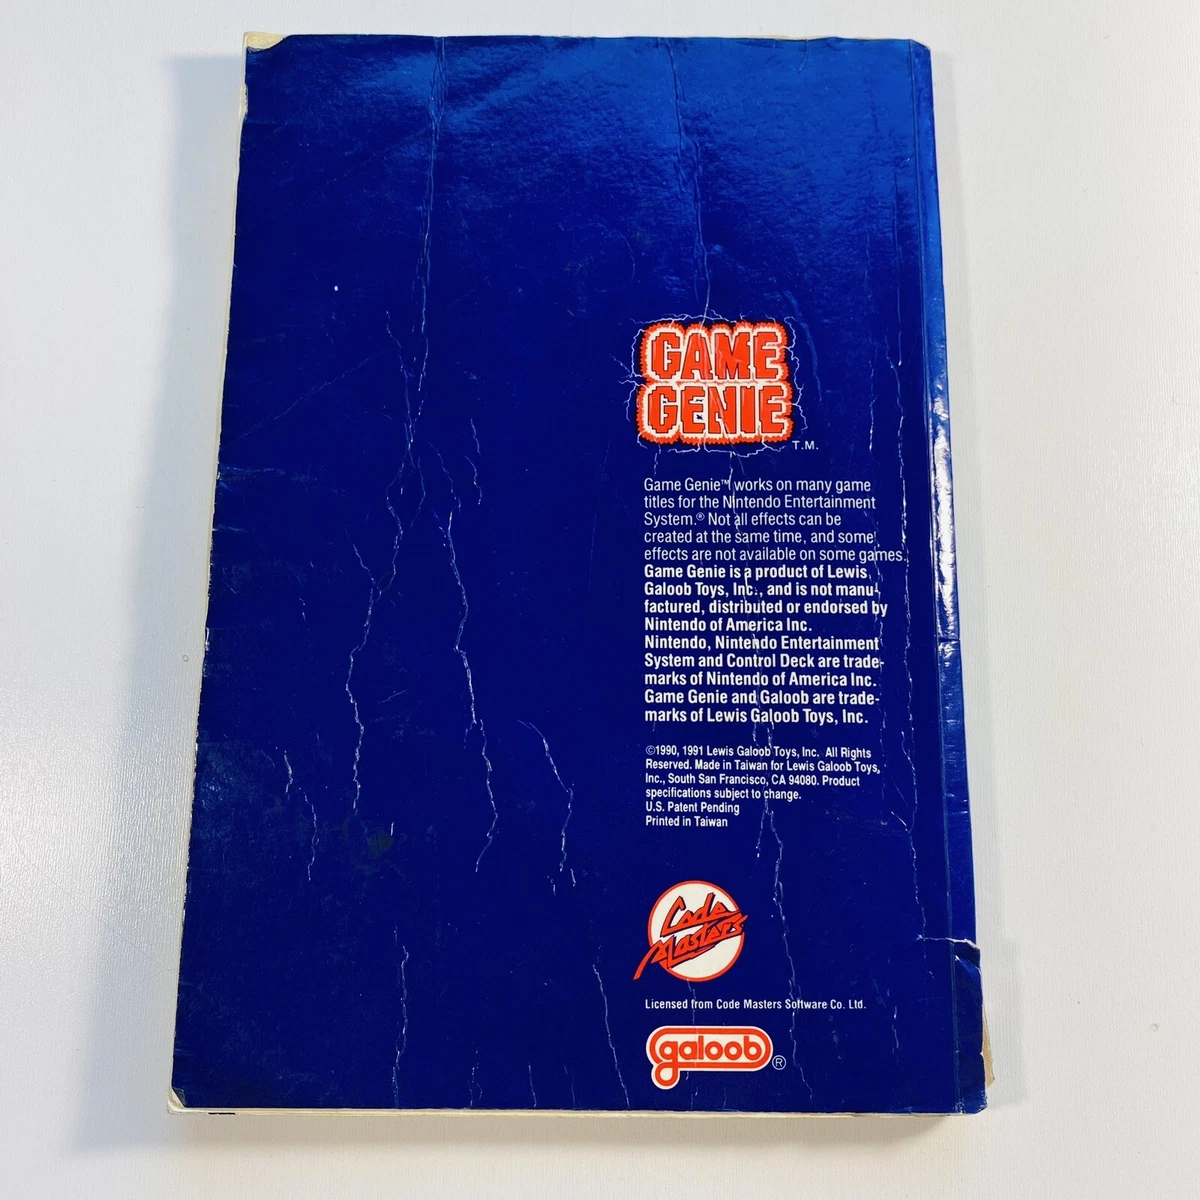 GAME
GENIE
T.M.
Game Genie™ works on many game
titles for the Nintendo Entertainment
System.® Not all effects can be
created at the same time, and some
effects are not available on some games.
Game Genie is a product of Lewis
Galoob Toys, Inc., and is not manu-
factured, distributed or endorsed by
Nintendo of America Inc.
Nintendo, Nintendo Entertainment
System and Control Deck are trade-
marks of Nintendo of America Inc.
Game Genie and Galoob are trade-
marks of Lewis Galoob Toys, Inc.
©1990, 1991 Lewis Galoob Toys, Inc. All Rights
Reserved. Made in Taiwan for Lewis Galoob Toys,
Inc., South San Francisco, CA 94080. Product
specifications subject to change.
U.S. Patent Pending
Printed in Taiwan
Code
Masters
Licensed from Code Masters Software Co. Ltd.
galoob ®